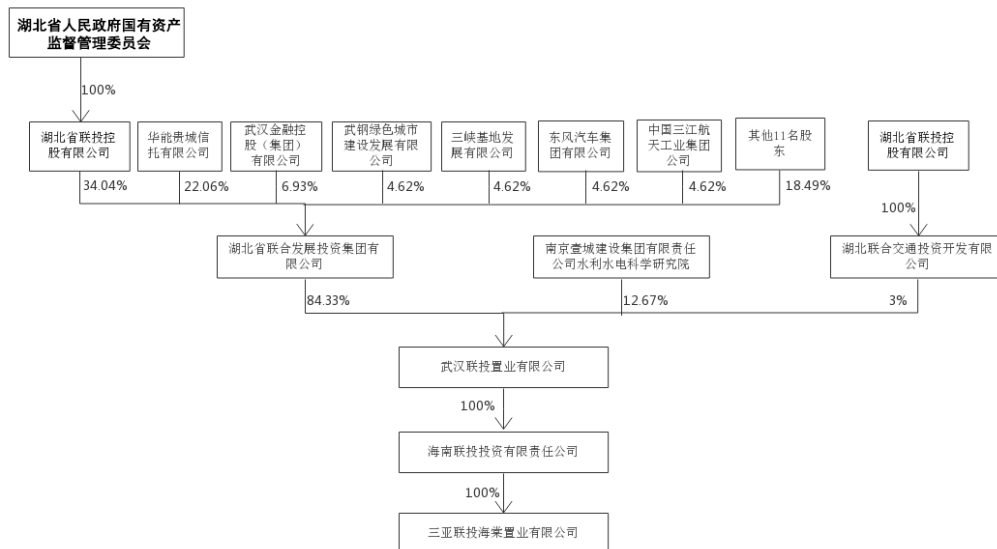 湖北省人民政府国有资产
监督管理委员会
100%
湖北省联投控
股有限公司
华能贵城信
托有限公司
武汉金融控
股（集团）
有限公司
武钢绿色城市
建设发展有限
公司
三峡基地发
展有限公司
东风汽车集
团有限公司
中国三江航
天工业集团
公司
其他11名股
东
湖北省联投控
股有限公司
34.04%
22.06%
6.93%
4.62%
4.62%
4.62%
4.62%
18.49%
100%
湖北省联合发展投资集团有
限公司
南京壹城建设集团有限责任
公司水利水电科学研究院
湖北联合交通投资开发有限
公司
84.33%
12.67%
3%
武汉联投置业有限公司
100%
海南联投投资有限责任公司
100%
三亚联投海棠置业有限公司